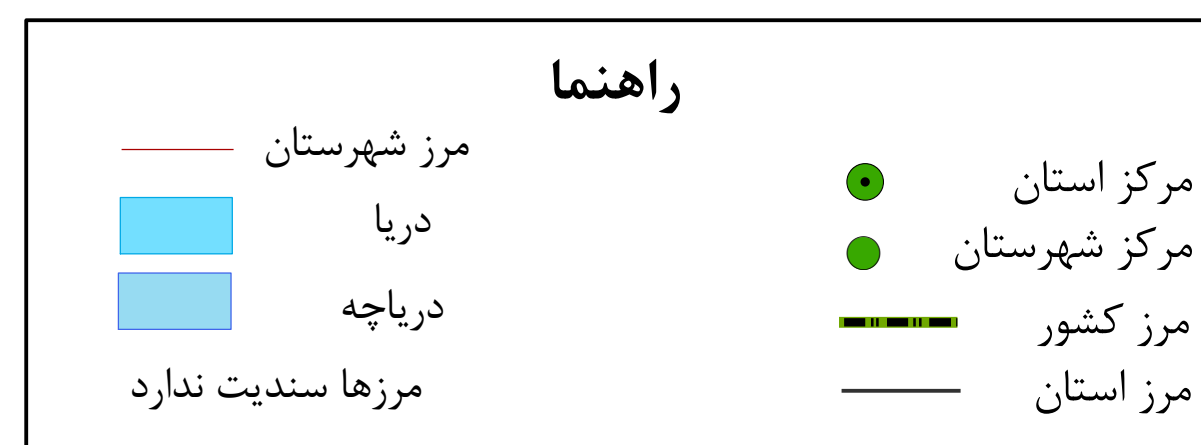 راهنما
مرکز استان
مرکز شهرستان
مرز کشور
مرز استان
مرز شهرستان
دریا
دریاچه
مرزها سندیت ندارد